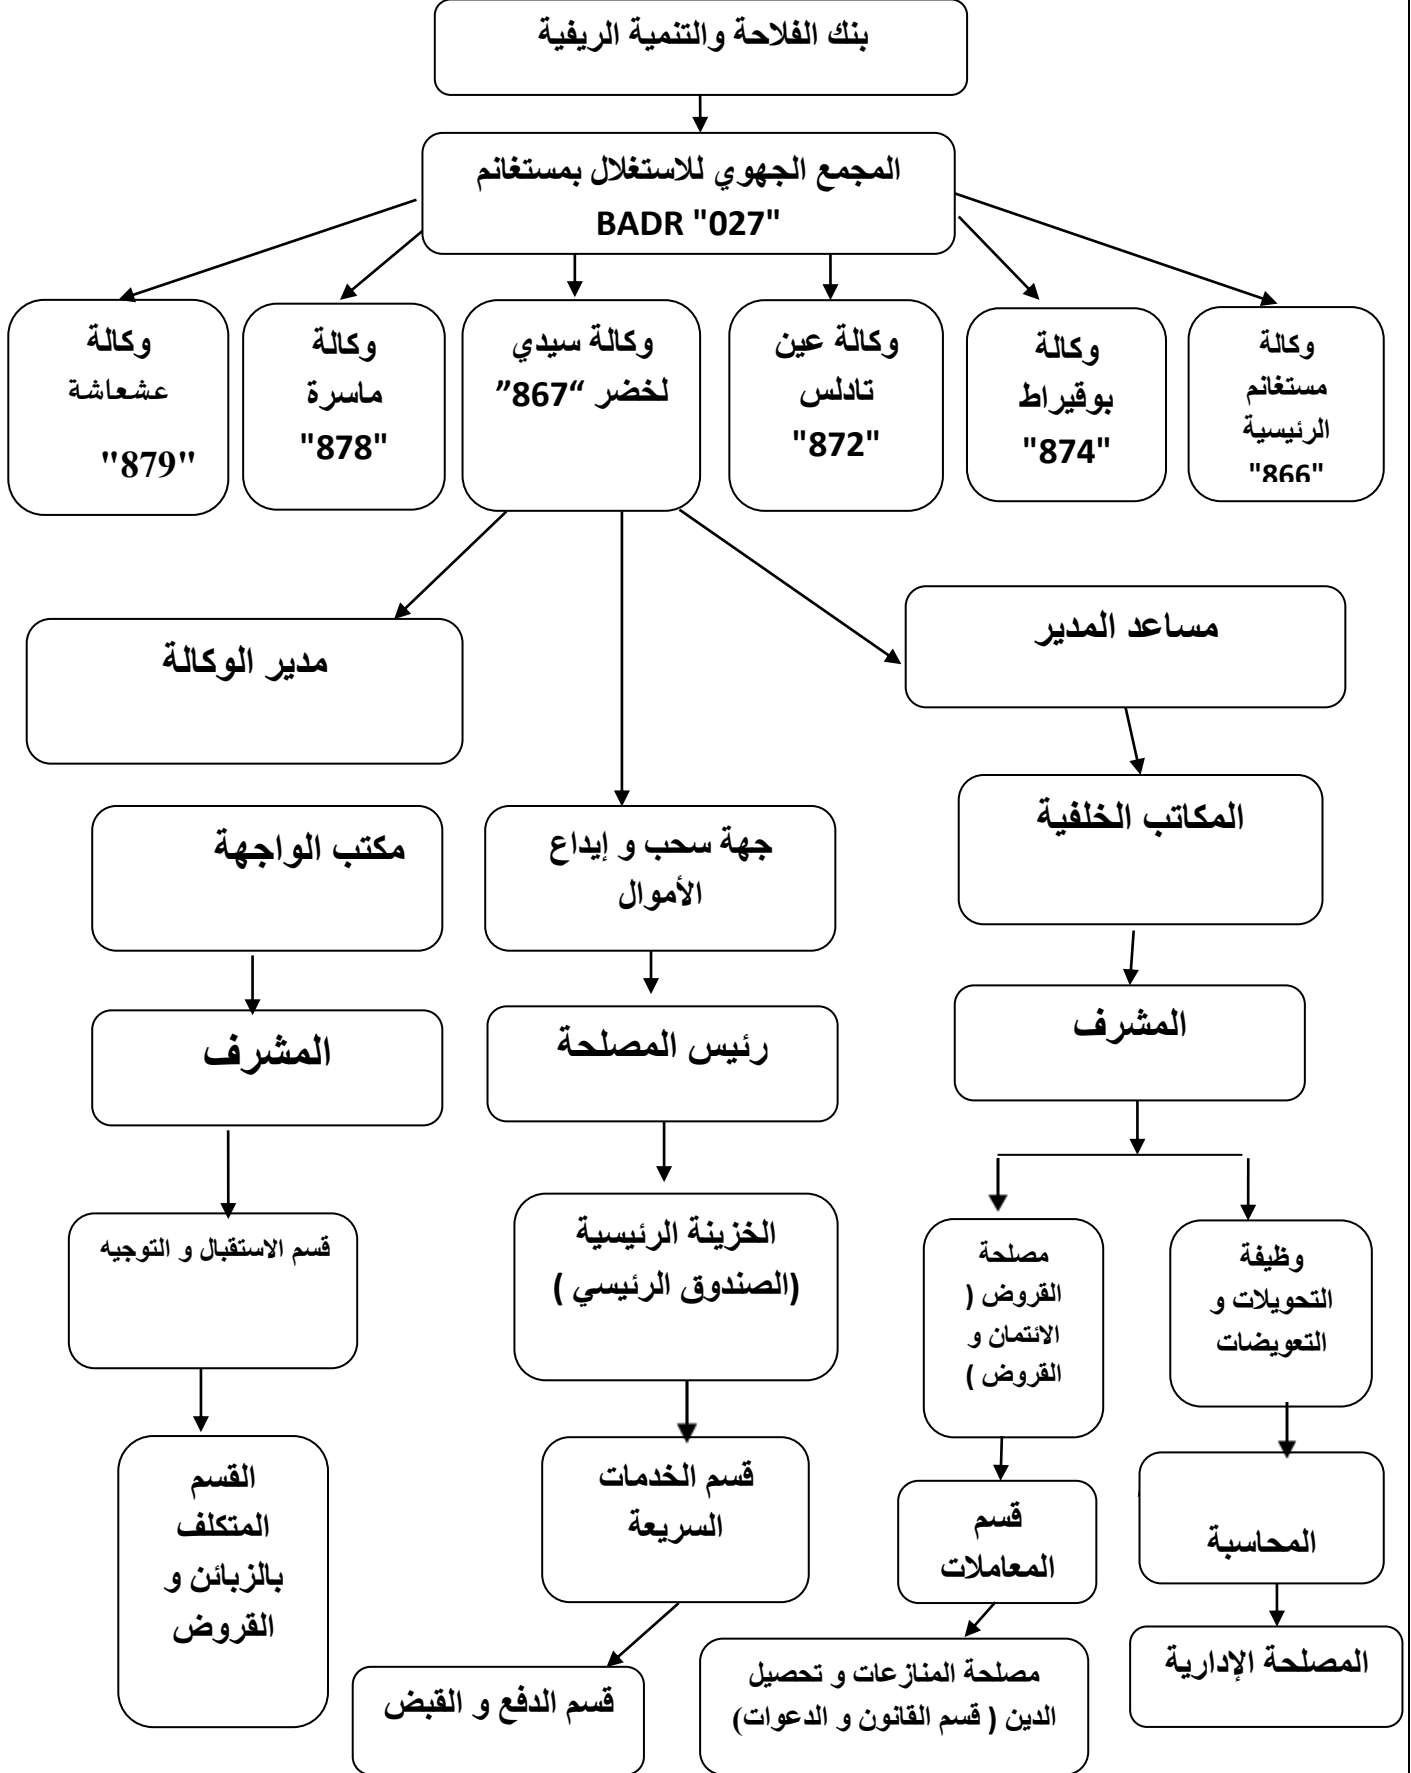 بنك الفلاحة والتنمية الريفية
المجمع الجهوي للاستغلال بمستغانم
BADR "027"
وكالة
مستغانم
الرئيسية
"866"
وكالة
بوقيراط
"874"
وكالة عين
تادلس
"872"
وكالة سيدي
لخضر “867”
وكالة
ماسرة
"878"
وكالة
عشعاشة
"879"
مساعد المدير
مدير الوكالة
المكاتب الخلفية
جهة سحب و إيداع
الأموال
مكتب الواجهة
المشرف
رئيس المصلحة
المشرف
وظيفة
التحويلات و
التعويضات
مصلحة
القروض (
الائتمان و
القروض )
الخزينة الرئيسية
(الصندوق الرئيسي )
قسم الاستقبال و التوجيه
المحاسبة
قسم
المعاملات
قسم الخدمات
السريعة
القسم
المتكلف
بالزبائن و
القروض
المصلحة الإدارية
مصلحة المنازعات و تحصيل
الدين ( قسم القانون و الدعوات)
قسم الدفع و القبض